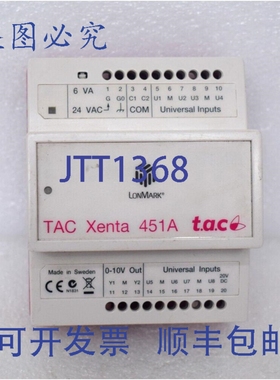 是图必究
6 VA 1 2 3 4 5 6 7 8 9 10
24 VAC G G0 C1 C2 U1 M U2 U3 M U4
COM Universal Inputs
JTT1368
LONMARK®
TAC Xenta 451A t.a.c
Made in Sweden 0-10V Out Universal Inputs 20V
Y1 M Y2 U5 M U6 U7 M U8 DC
11 12 13 14 15 16 17 18 19 20
可开发票 顺丰包邮